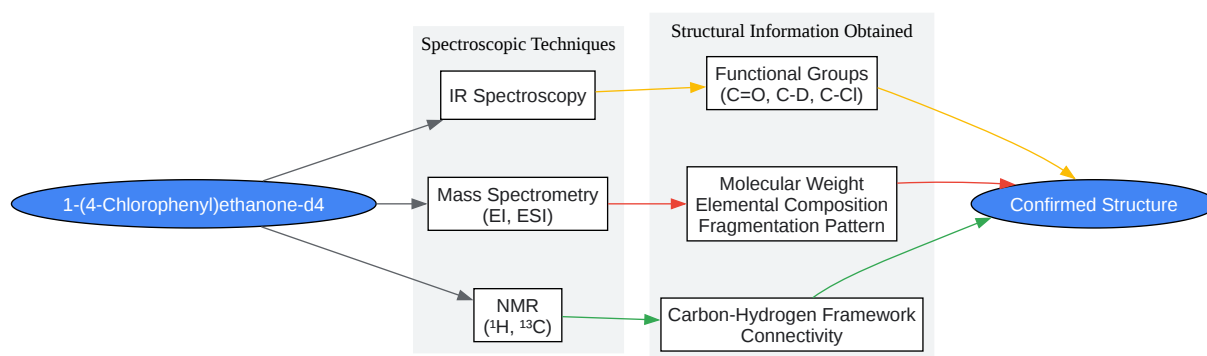 Spectroscopic Techniques
Structural Information Obtained
IR Spectroscopy
Functional Groups
(C=O, C-D, C-Cl)
1-(4-Chlorophenyl)ethanone-d4
Mass Spectrometry
(EI, ESI)
Molecular Weight
Elemental Composition
Fragmentation Pattern
Confirmed Structure
NMR
(¹H, ¹³C)
Carbon-Hydrogen Framework
Connectivity